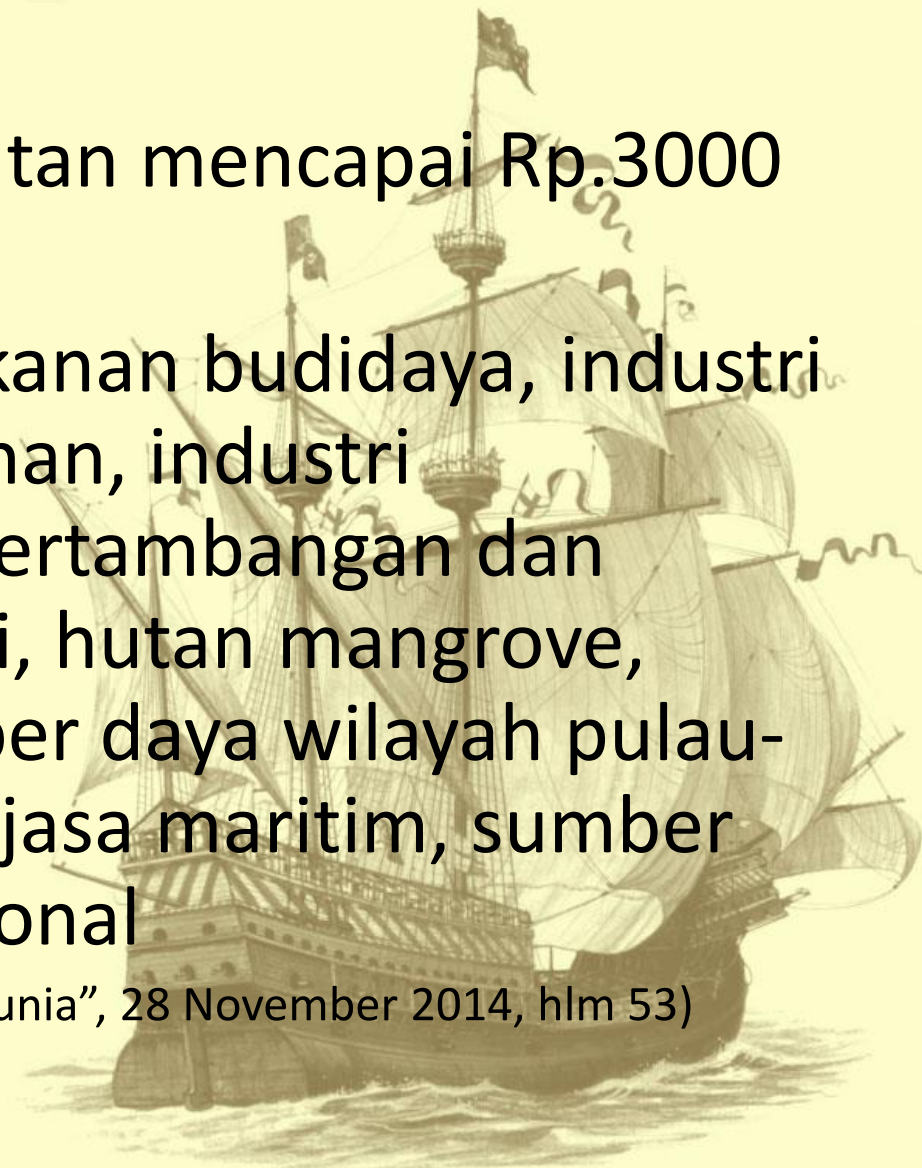 tan mencapai Rp.3000
kanan budidaya, industri
nan, industri
ertambangan dan
i, hutan mangrove,
ber daya wilayah pulau-
jasa maritim, sumber
onal
unia”, 28 November 2014, hlm 53)